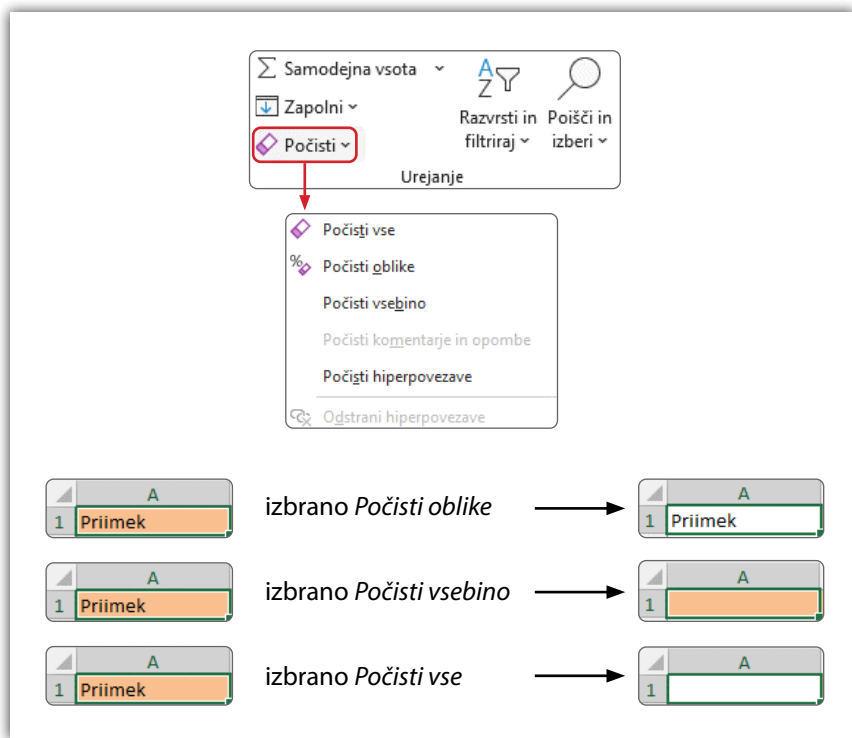 Samodejna vsota
Zapolni
Počisti
Razvrsti in
filtriraj
Poišči in
izberi
Urejanje
Počisti vse
Počisti oblike
Počisti vsebino
Počisti komentarje in opombe
Počisti hiperpovezave
Odstrani hiperpovezave
A
1 Priimek
izbrano Počisti oblike
A
1 Priimek
A
1 Priimek
izbrano Počisti vsebino
A
1
A
1 Priimek
izbrano Počisti vse
A
1